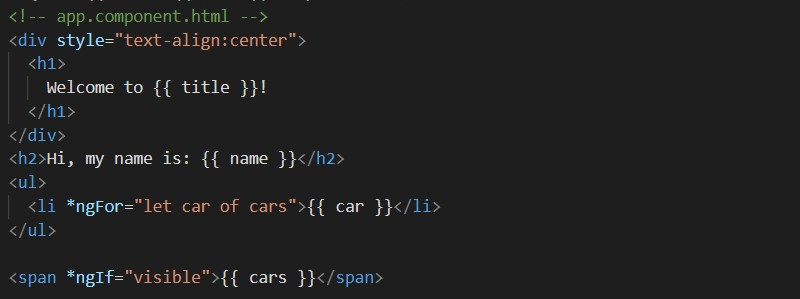 <!-- app.component.html -->
<div style="text-align:center">
  <h1>
    Welcome to {{ title }}!
  </h1>
</div>
<h2>Hi, my name is: {{ name }}</h2>
<ul>
  <li *ngFor="let car of cars">{{ car }}</li>
</ul>

<span *ngIf="visible">{{ cars }}</span>